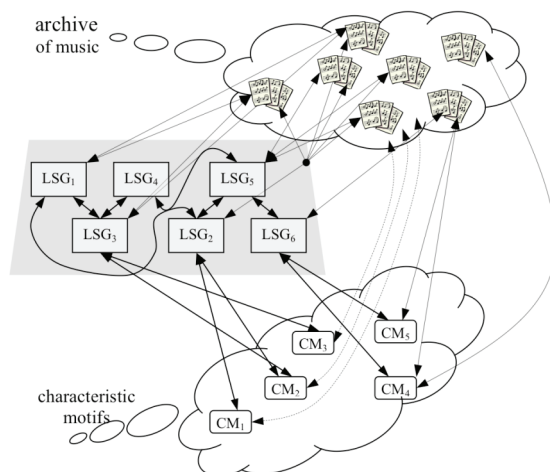 archive
of music
LSG₁ LSG₄ LSG₅
LSG₃ LSG₂ LSG₆
CM₅
CM₃
CM₂ CM₄
characteristic
motifs
CM₁